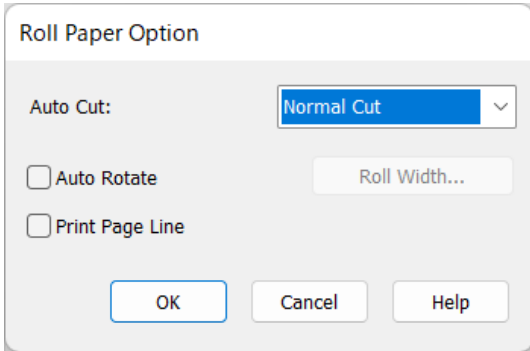 Roll Paper Option
Auto Cut: Normal Cut
Auto Rotate Roll Width...
Print Page Line
OK Cancel Help